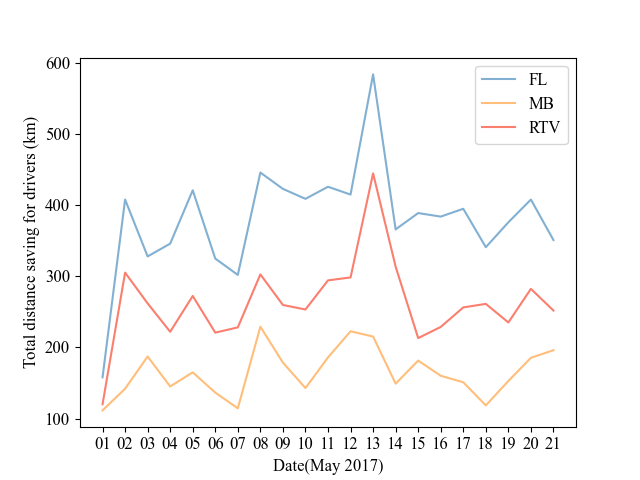 600
500
400
300
200
100
Total distance saving for drivers (km)
FL
MB
RTV
01 02 03 04 05 06 07 08 09 10 11 12 13 14 15 16 17 18 19 20 21
Date(May 2017)